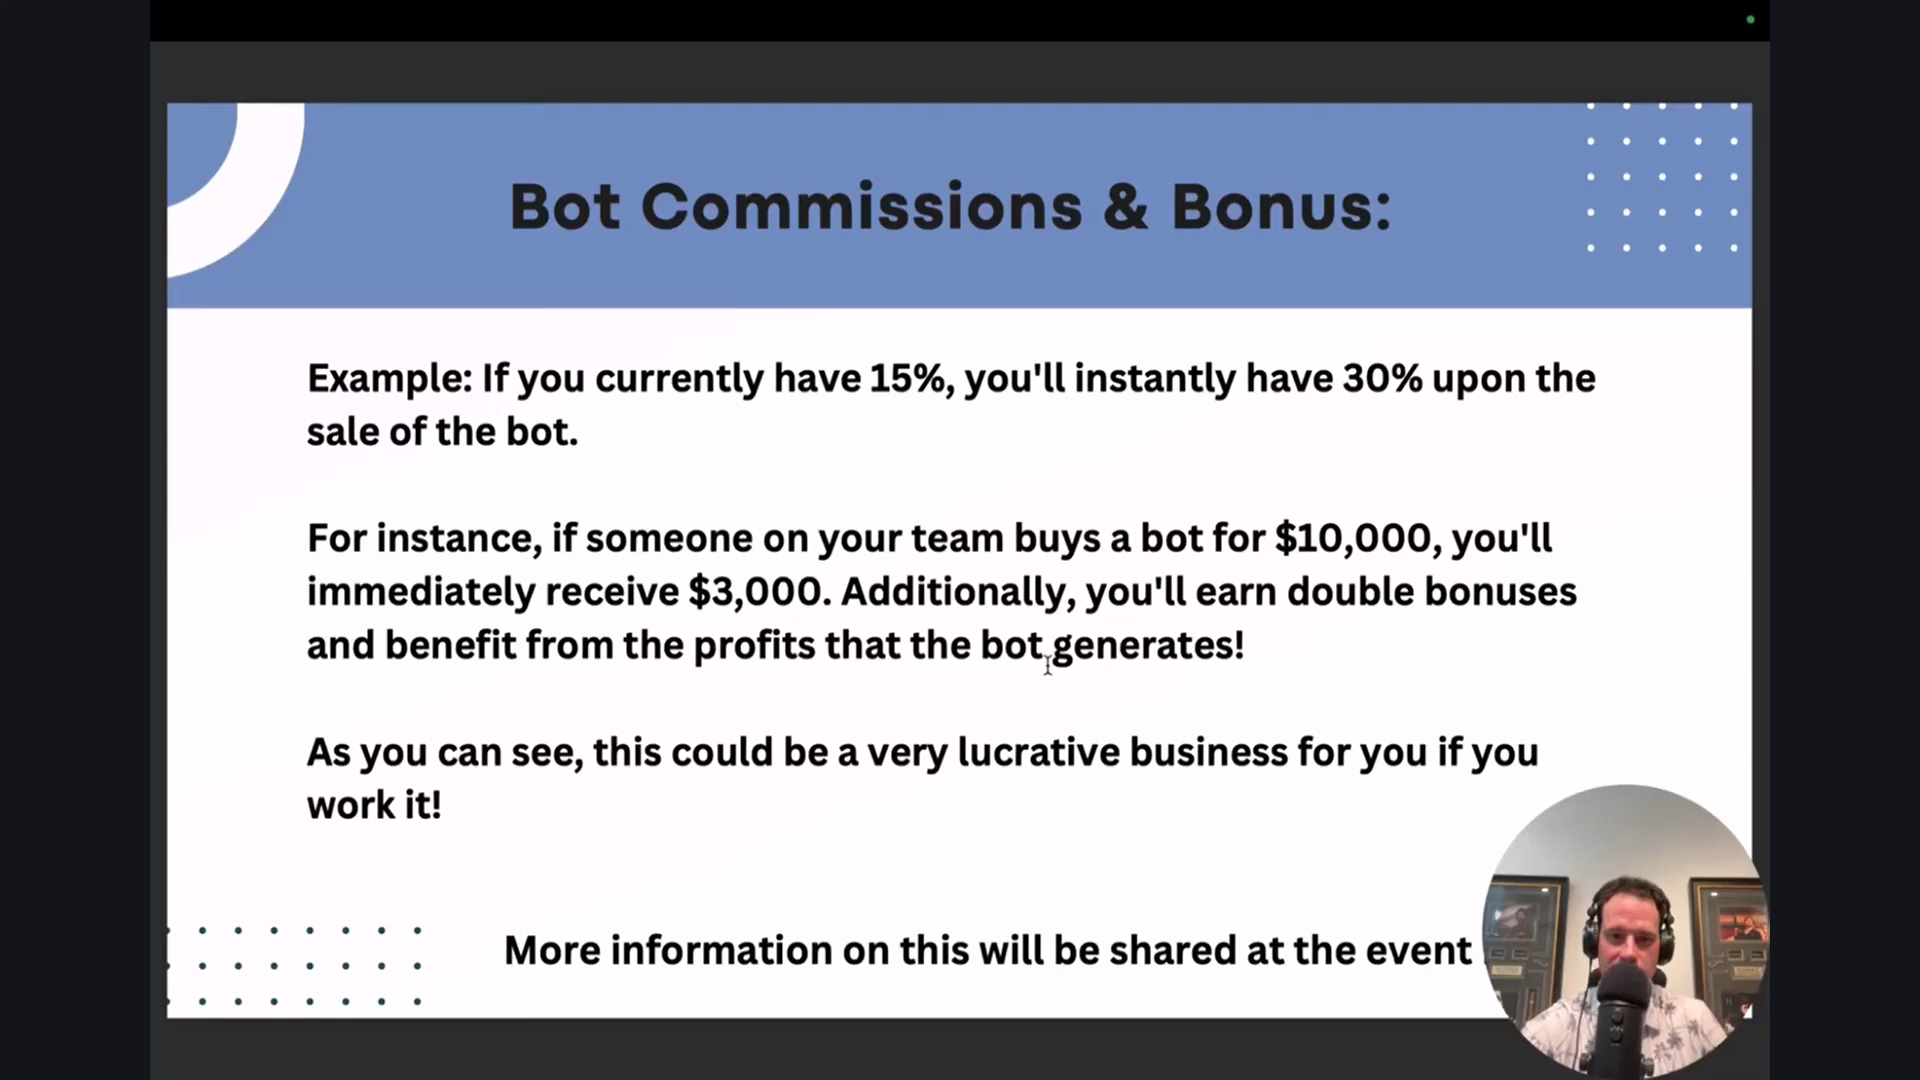 Bot Commissions & Bonus:
Example: If you currently have 15%, you'll instantly have 30% upon the
sale of the bot.
For instance, if someone on your team buys a bot for $10,000, you'll
immediately receive $3,000. Additionally, you'll earn double bonuses
and benefit from the profits that the bot generates!
As you can see, this could be a very lucrative business for you if you
work it!
More information on this will be shared at the event